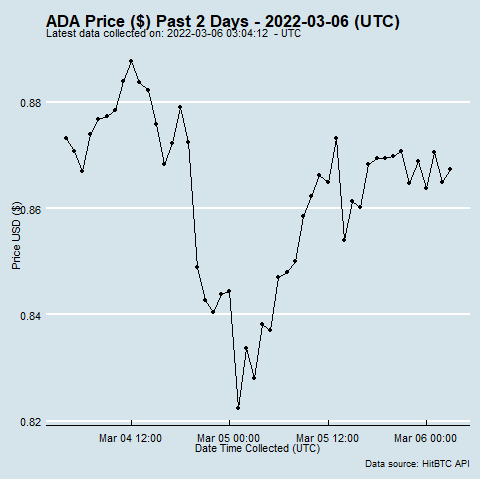 ADA Price ($) Past 2 Days - 2022-03-06 (UTC)
Latest data collected on: 2022-03-06 03:04:12 - UTC
Price USD ($)
0.88
0.86
0.84
0.82
Mar 04 12:00 Mar 05 00:00 Mar 05 12:00 Mar 06 00:00
Date Time Collected (UTC)
Data source: HitBTC API